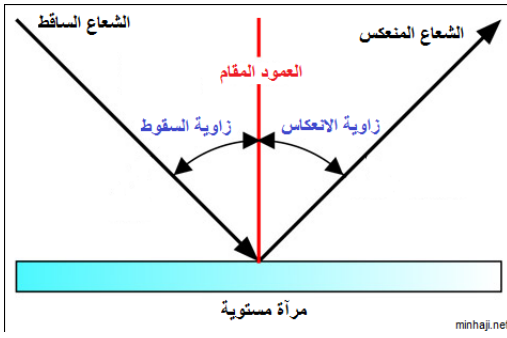 الشعاع الساقط
الشعاع المنعكس
العمود المقام
زاوية السقوط
زاوية الانعكاس
مرآة مستوية
minhaji.net